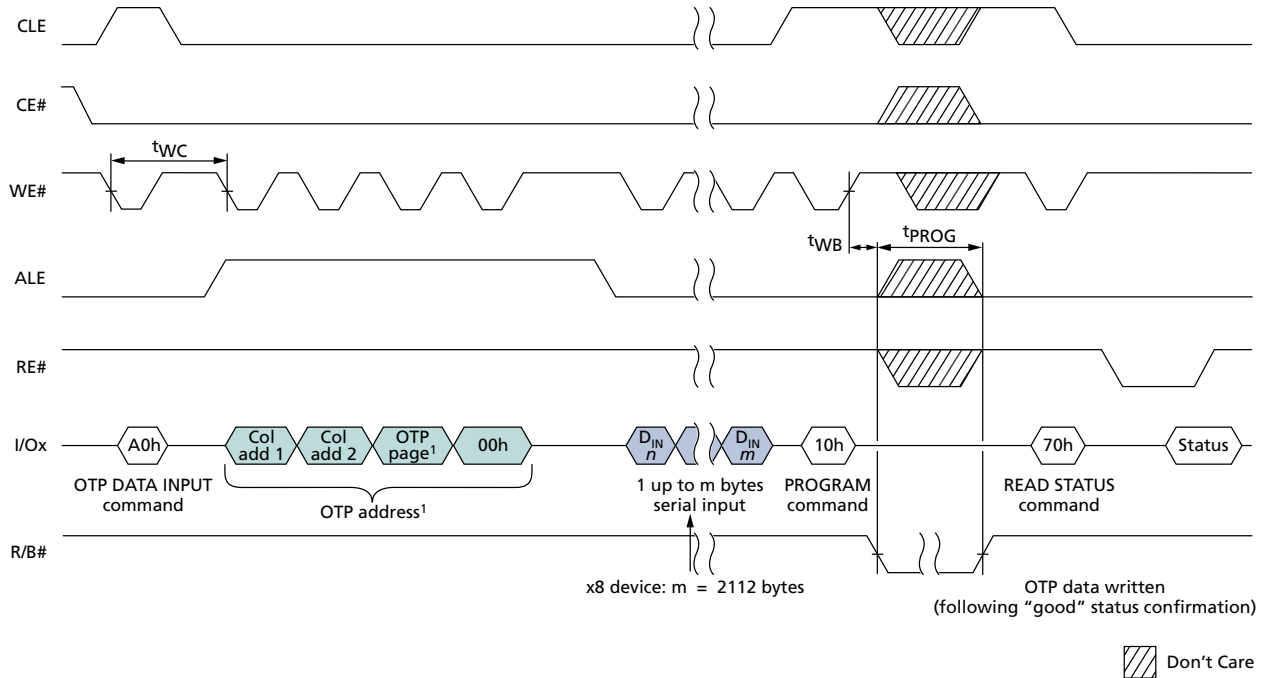 CLE
CE#
tWC
WE#
tWB
tPROG
ALE
RE#
I/Ox
A0h
Col
add 1
Col
add 2
OTP
page¹
00h
DIN
n
DIN
m
10h
70h
Status
OTP DATA INPUT
command
OTP address¹
1 up to m bytes
serial input
PROGRAM
command
READ STATUS
command
R/B#
x8 device: m = 2112 bytes
OTP data written
(following “good” status confirmation)
Don't Care